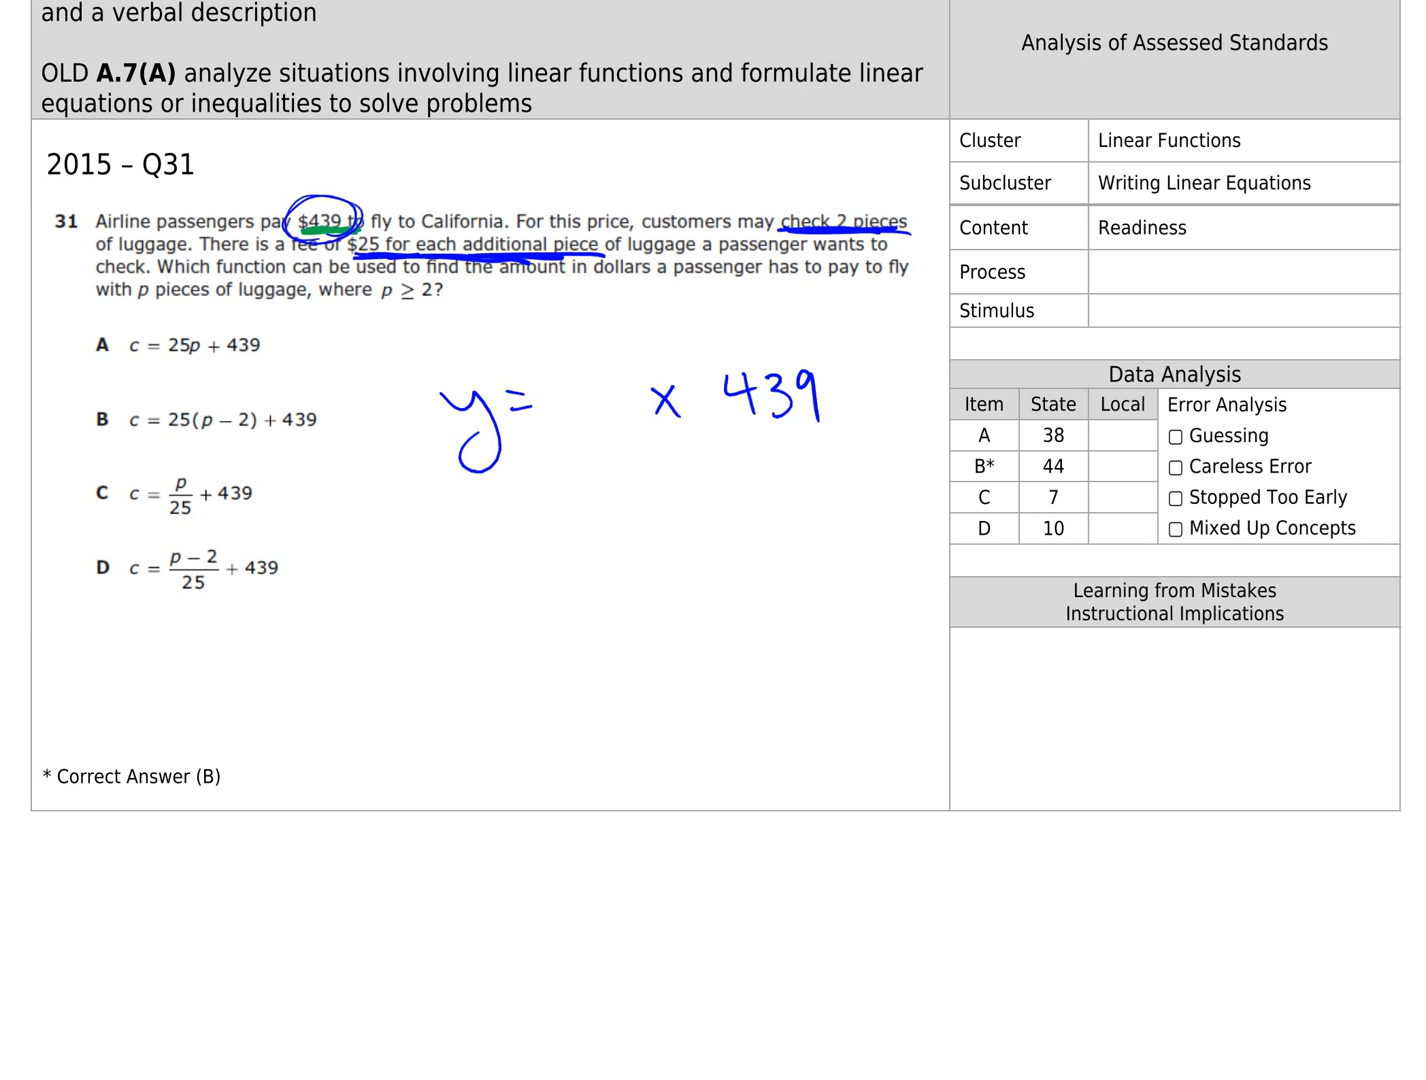 and a verbal description
OLD A.7(A) analyze situations involving linear functions and formulate linear
equations or inequalities to solve problems
Analysis of Assessed Standards
2015 – Q31
31 Airline passengers pay $439 to fly to California. For this price, customers may check 2 pieces
of luggage. There is a fee of $25 for each additional piece of luggage a passenger wants to
check. Which function can be used to find the amount in dollars a passenger has to pay to fly
with p pieces of luggage, where p ≥ 2?
A c = 25p + 439
B c = 25(p – 2) + 439
C c = p/25 + 439
D c = (p – 2)/25 + 439
y = x 439
* Correct Answer (B)
Cluster Linear Functions
Subcluster Writing Linear Equations
Content Readiness
Process
Stimulus
Data Analysis
Item State Local Error Analysis
A 38 ▢ Guessing
B* 44 ▢ Careless Error
C 7 ▢ Stopped Too Early
D 10 ▢ Mixed Up Concepts
Learning from Mistakes
Instructional Implications